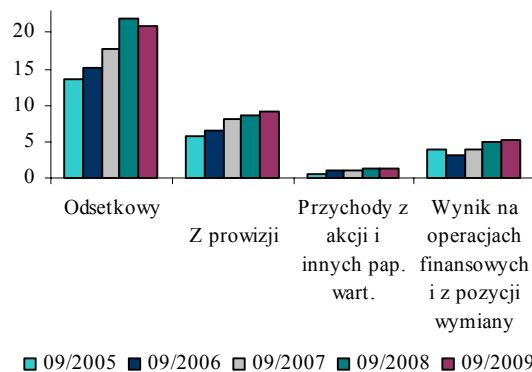 20
15
10
5
0
Odsetkowy
Z prowizji
Przychody z
akcji i
innych pap.
wart.
Wynik na
operacjach
finansowych
i z pozycji
wymiany
09/2005 09/2006 09/2007 09/2008 09/2009